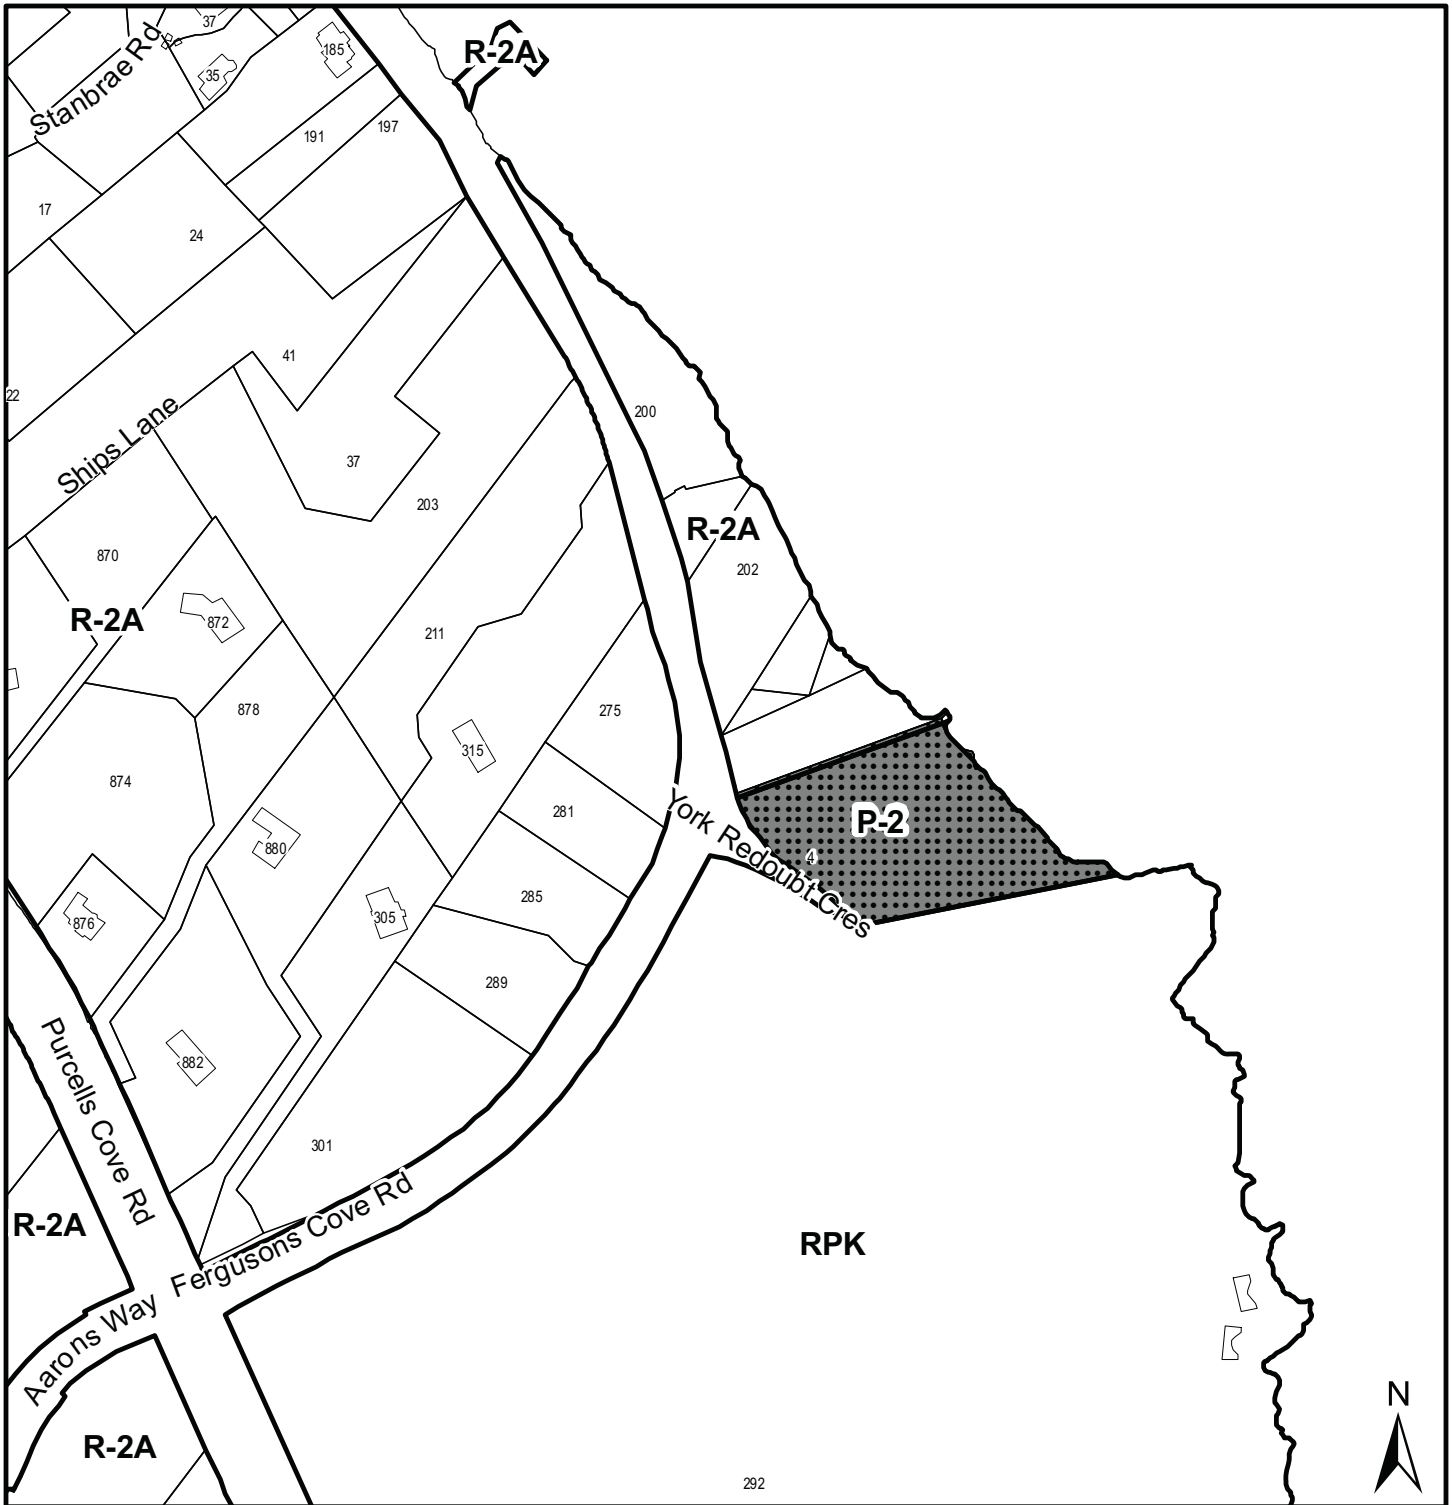 37
R-2A
185
Stanbrae Rd
35
191
197
17
24
41
22
200
Ships Lane
37
203
R-2A
870
202
R-2A
872
211
878
275
315
874
281
York Redoubt Cres
P-2
4
880
285
876
305
289
Purcells Cove Rd
882
301
R-2A
Fergusons Cove Rd
RPK
Aarons Way
N
R-2A
292